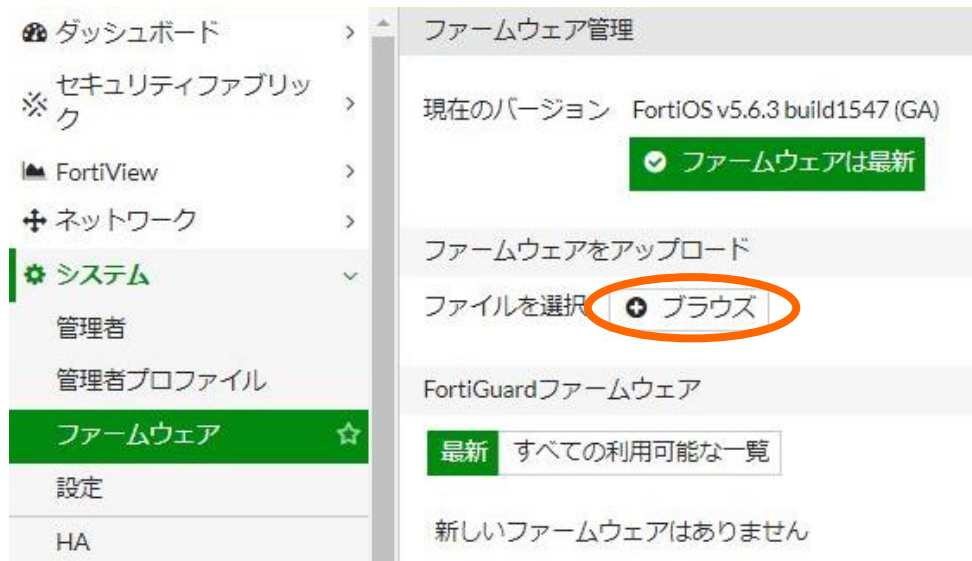 ダッシュボード
セキュリティファブリッ
ク
FortiView
ネットワーク
システム
管理者
管理者プロファイル
ファームウェア
設定
HA
ファームウェア管理
現在のバージョン FortiOS v5.6.3 build1547 (GA)
ファームウェアは最新
ファームウェアをアップロード
ファイルを選択 ブラウズ
FortiGuardファームウェア
最新 すべての利用可能な一覧
新しいファームウェアはありません